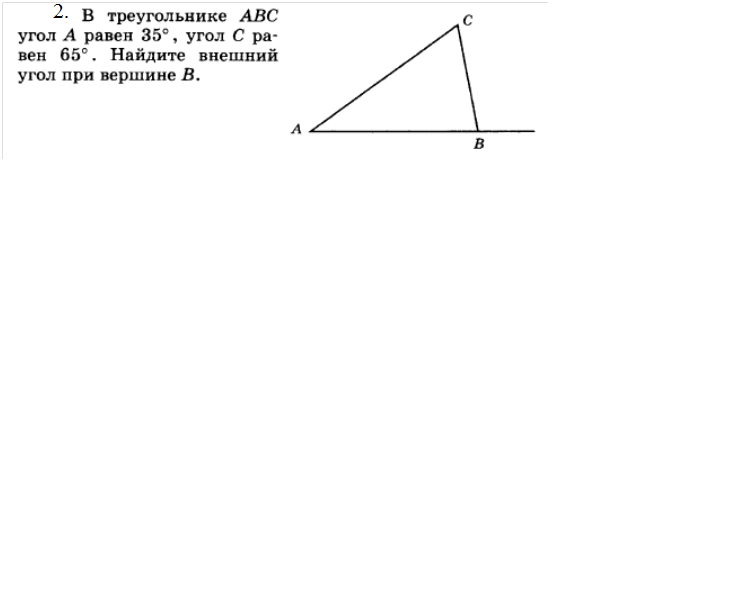 2. В треугольнике ABC
угол A равен 35°, угол C ра-
вен 65°. Найдите внешний
угол при вершине B.
C
A
B